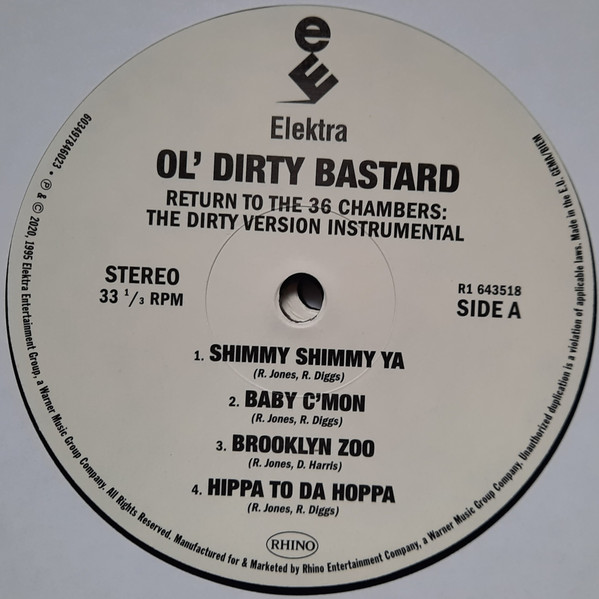 eE
Elektra
OL' DIRTY BASTARD
RETURN TO THE 36 CHAMBERS:
THE DIRTY VERSION INSTRUMENTAL
STEREO
33 1/3 RPM
R1 643518
SIDE A
1. SHIMMY SHIMMY YA
(R. Jones, R. Diggs)
2. BABY C'MON
(R. Jones, R. Diggs)
3. BROOKLYN ZOO
(R. Jones, D. Harris)
4. HIPPA TO DA HOPPA
(R. Jones, R. Diggs)
RHINO
603497846023 • ℗ & © 2020, 1995 Elektra Entertainment Group, a Warner Music Group Company. All Rights Reserved. Manufactured for & Marketed by Rhino Entertainment Company, a Warner Music Group Company. Unauthorized duplication is a violation of applicable laws. Made in the E.U. GEMA/BIEM